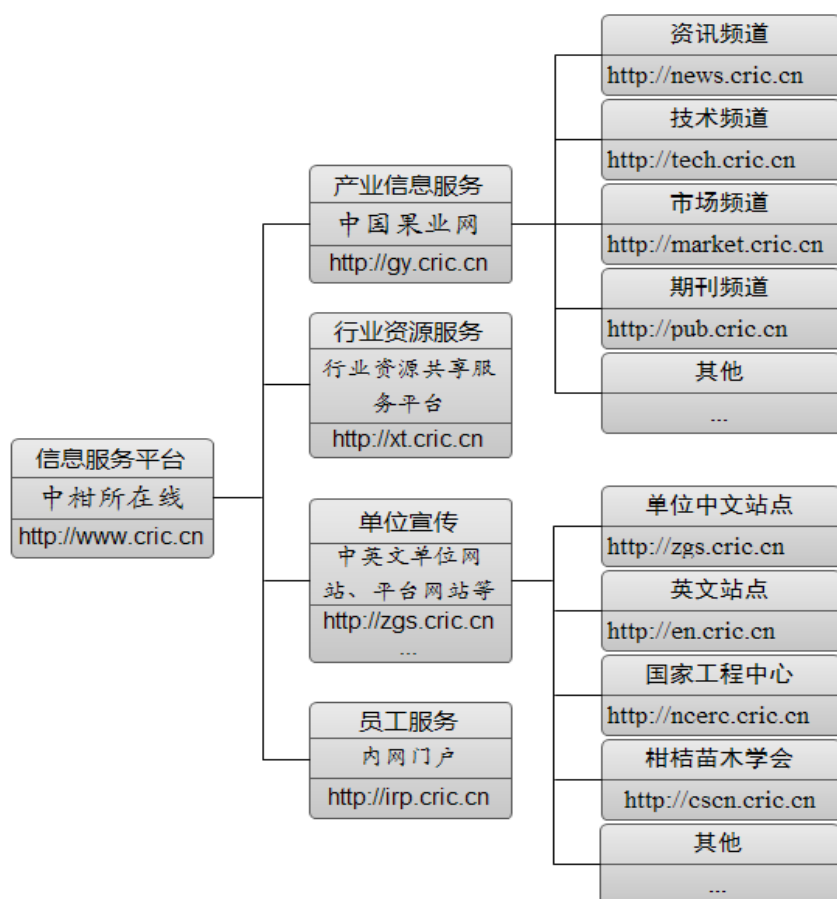 信息服务平台
中柑所在线
http://www.cric.cn
产业信息服务
中国果业网
http://gy.cric.cn
行业资源服务
行业资源共享服
务平台
http://xt.cric.cn
单位宣传
中英文单位网
站、平台网站等
http://zgs.cric.cn
...
员工服务
内网门户
http://irp.cric.cn
资讯频道
http://news.cric.cn
技术频道
http://tech.cric.cn
市场频道
http://market.cric.cn
期刊频道
http://pub.cric.cn
其他
...
单位中文站点
http://zgs.cric.cn
英文站点
http://en.cric.cn
国家工程中心
http://ncerc.cric.cn
柑桔苗木学会
http://cscn.cric.cn
其他
...